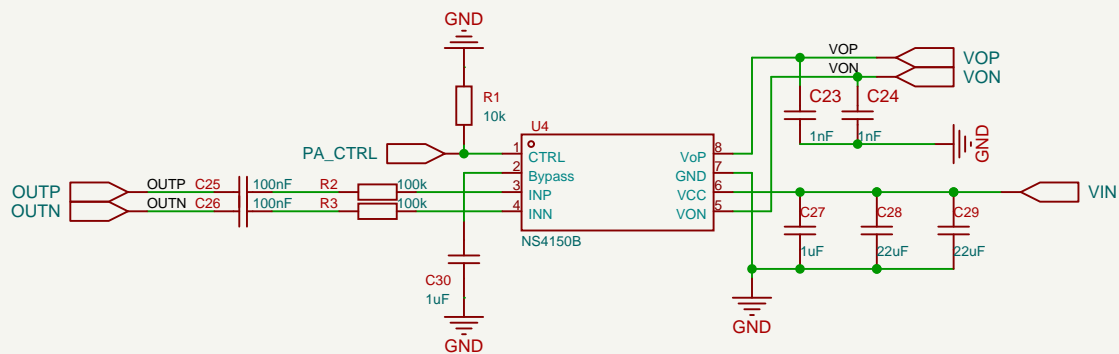 GND
VOP
VOP
VON
VON
R1
10k
C23
C24
1nF
1nF
GND
U4
PA_CTRL
1
CTRL
VoP
8
2
Bypass
GND
7
OUTP
OUTP
C25
100nF
R2
100k
3
INP
VCC
6
VIN
OUTN
OUTN
C26
100nF
R3
100k
4
INN
VON
5
NS4150B
C27
C28
C29
1uF
22uF
22uF
C30
1uF
GND
GND